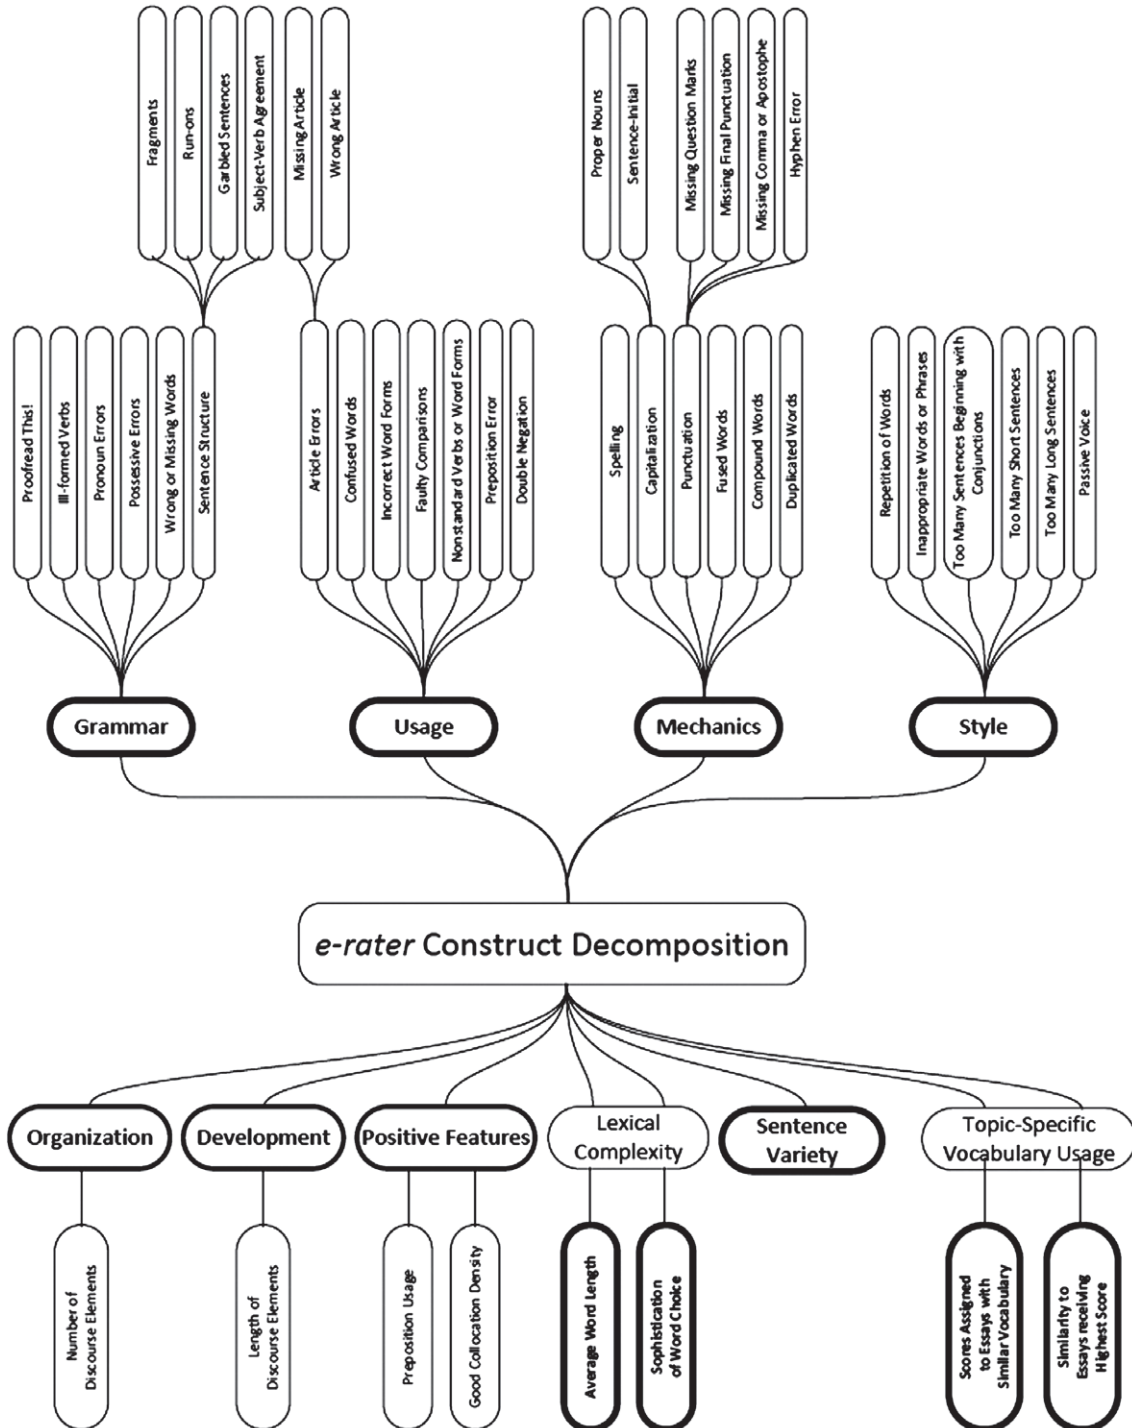 Fragments
Run-ons
Garbled Sentences
Subject-Verb Agreement
Missing Article
Wrong Article
Proper Nouns
Sentence-Initial
Missing Question Marks
Missing Final Punctuation
Missing Comma or Apostophe
Hyphen Error
Proofread This!
Ill-formed Verbs
Pronoun Errors
Possessive Errors
Wrong or Missing Words
Sentence Structure
Article Errors
Confused Words
Incorrect Word Forms
Faulty Comparisons
Nonstandard Verbs or Word Forms
Preposition Error
Double Negation
Spelling
Capitalization
Punctuation
Fused Words
Compound Words
Duplicated Words
Repetition of Words
Inappropriate Words or Phrases
Too Many Sentences Beginning with
Conjunctions
Too Many Short Sentences
Too Many Long Sentences
Passive Voice
Grammar
Usage
Mechanics
Style
e-rater Construct Decomposition
Organization
Development
Positive Features
Lexical
Complexity
Sentence
Variety
Topic-Specific
Vocabulary Usage
Number of
Discourse Elements
Length of
Discourse Elements
Preposition Usage
Good Collocation Density
Average Word Length
Sophistication
of Word Choice
Scores Assigned
to Essays with
Similar Vocabulary
Similarity to
Essays receiving
Highest Score